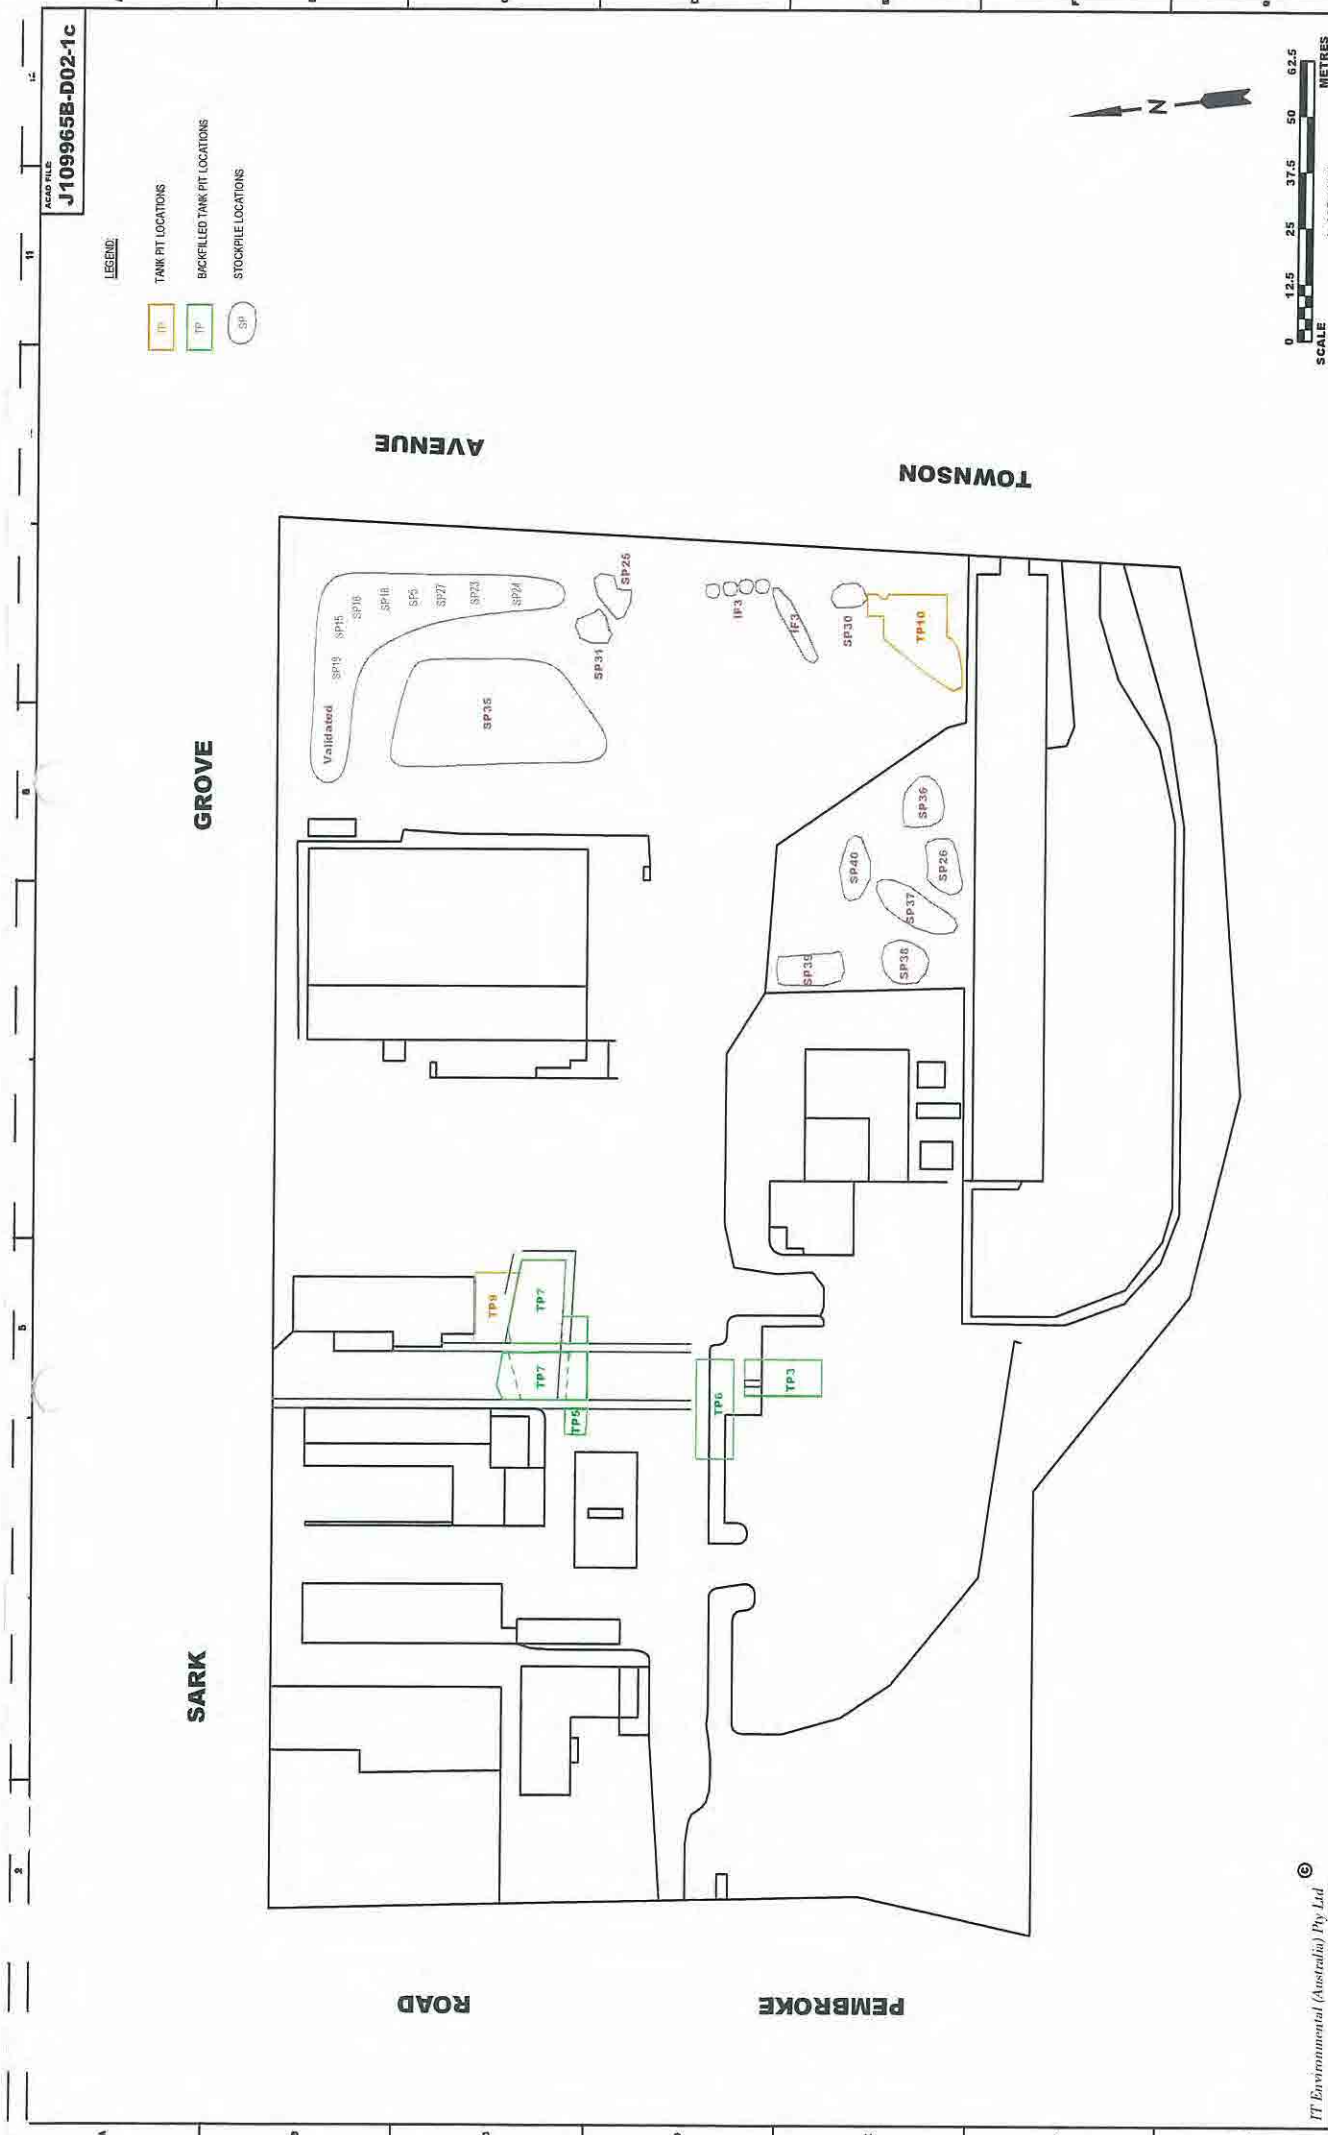 ACAD FILE:
J109965B-D02-1c
LEGEND:
TP
TANK PIT LOCATIONS
TP
BACKFILLED TANK PIT LOCATIONS
SP
STOCKPILE LOCATIONS
SARK
GROVE
TOWNSON
AVENUE
PEMBROKE
ROAD
Validated
SP19
SP15
SP16
SP18
SP5
SP27
SP23
SP24
SP35
SP31
SP25
IF3
IF3
SP30
TP10
SP36
SP40
SP26
SP37
SP38
SP39
TP7
TP7
TP5
TP6
TP3
N
0 12.5 25 37.5 50 62.5
SCALE METRES
IT Environmental (Australia) Pty Ltd ©
2
5
11